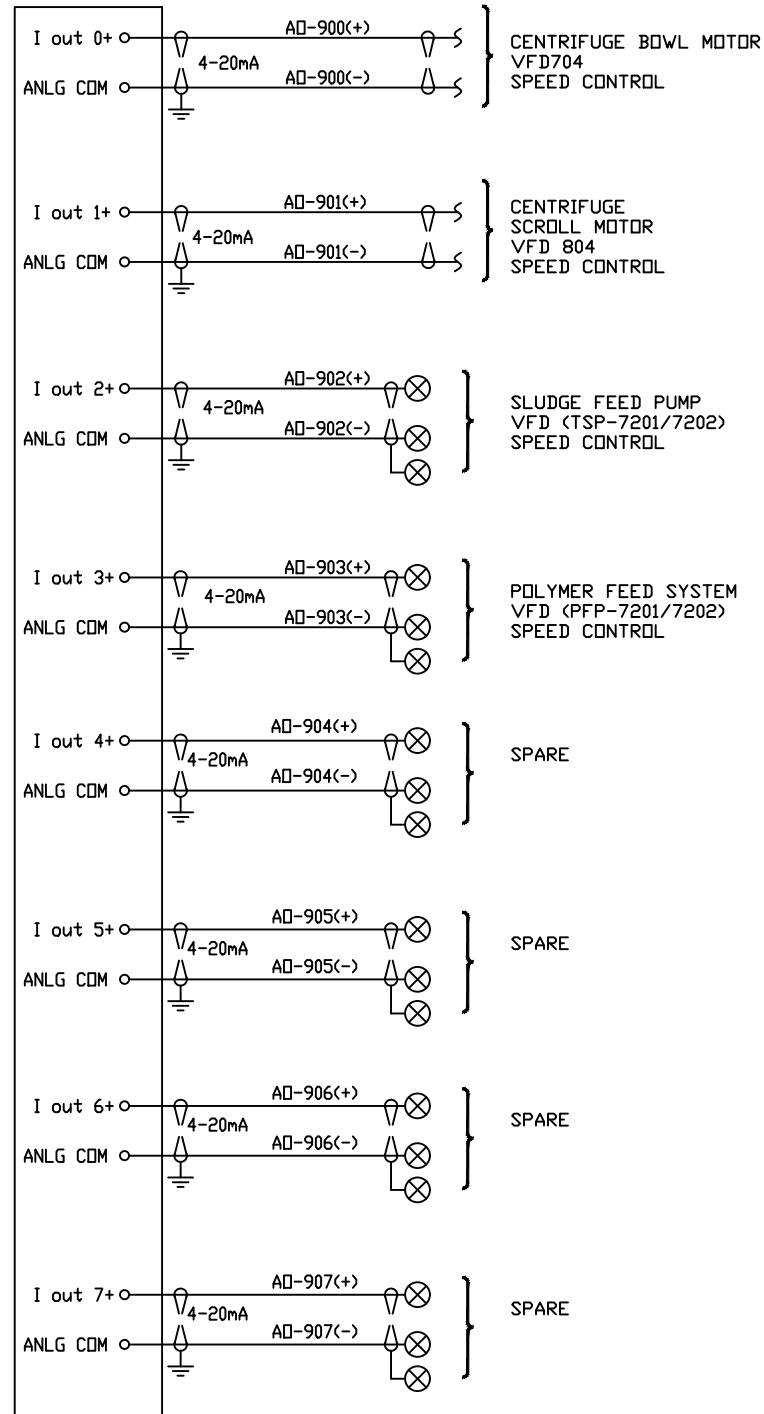 I out 0+
AO-900(+)
4-20mA
ANLG COM
AO-900(-)
CENTRIFUGE BOWL MOTOR
VFD704
SPEED CONTROL
I out 1+
AO-901(+)
4-20mA
ANLG COM
AO-901(-)
CENTRIFUGE
SCROLL MOTOR
VFD 804
SPEED CONTROL
I out 2+
AO-902(+)
4-20mA
ANLG COM
AO-902(-)
SLUDGE FEED PUMP
VFD (TSP-7201/7202)
SPEED CONTROL
I out 3+
AO-903(+)
4-20mA
ANLG COM
AO-903(-)
POLYMER FEED SYSTEM
VFD (PFP-7201/7202)
SPEED CONTROL
I out 4+
AO-904(+)
4-20mA
ANLG COM
AO-904(-)
SPARE
I out 5+
AO-905(+)
4-20mA
ANLG COM
AO-905(-)
SPARE
I out 6+
AO-906(+)
4-20mA
ANLG COM
AO-906(-)
SPARE
I out 7+
AO-907(+)
4-20mA
ANLG COM
AO-907(-)
SPARE